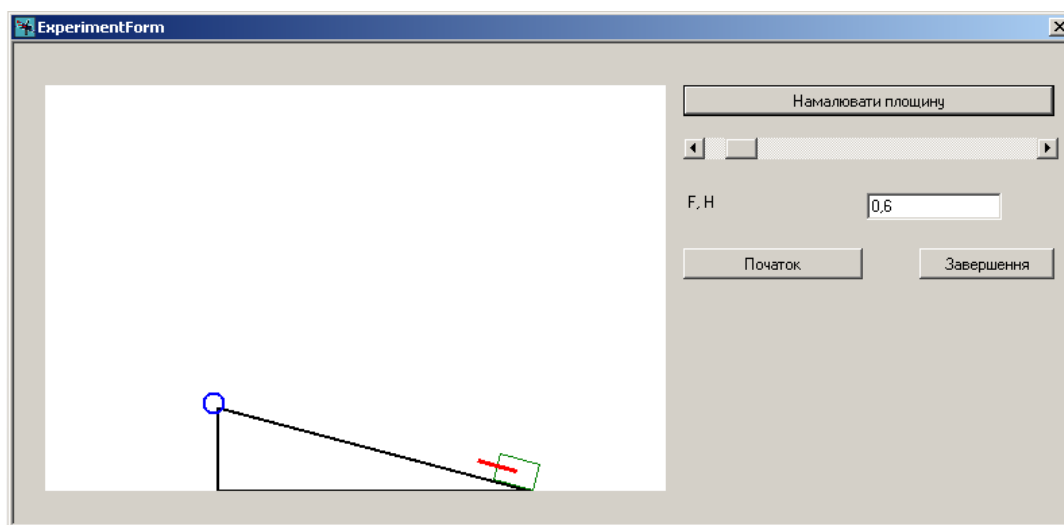 ExperimentForm
Намалювати площину
F, H 0,6
Початок Завершення